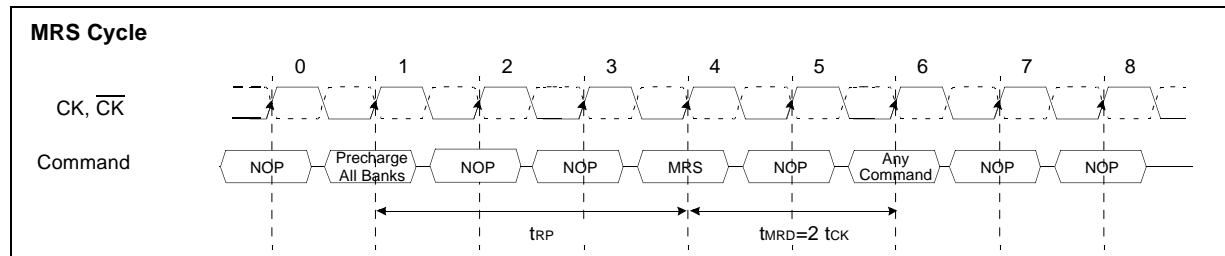 MRS Cycle
0 1 2 3 4 5 6 7 8
CK, C̅K̅
Command
NOP Precharge All Banks NOP NOP MRS NOP Any Command NOP NOP
tRP tMRD=2 tCK